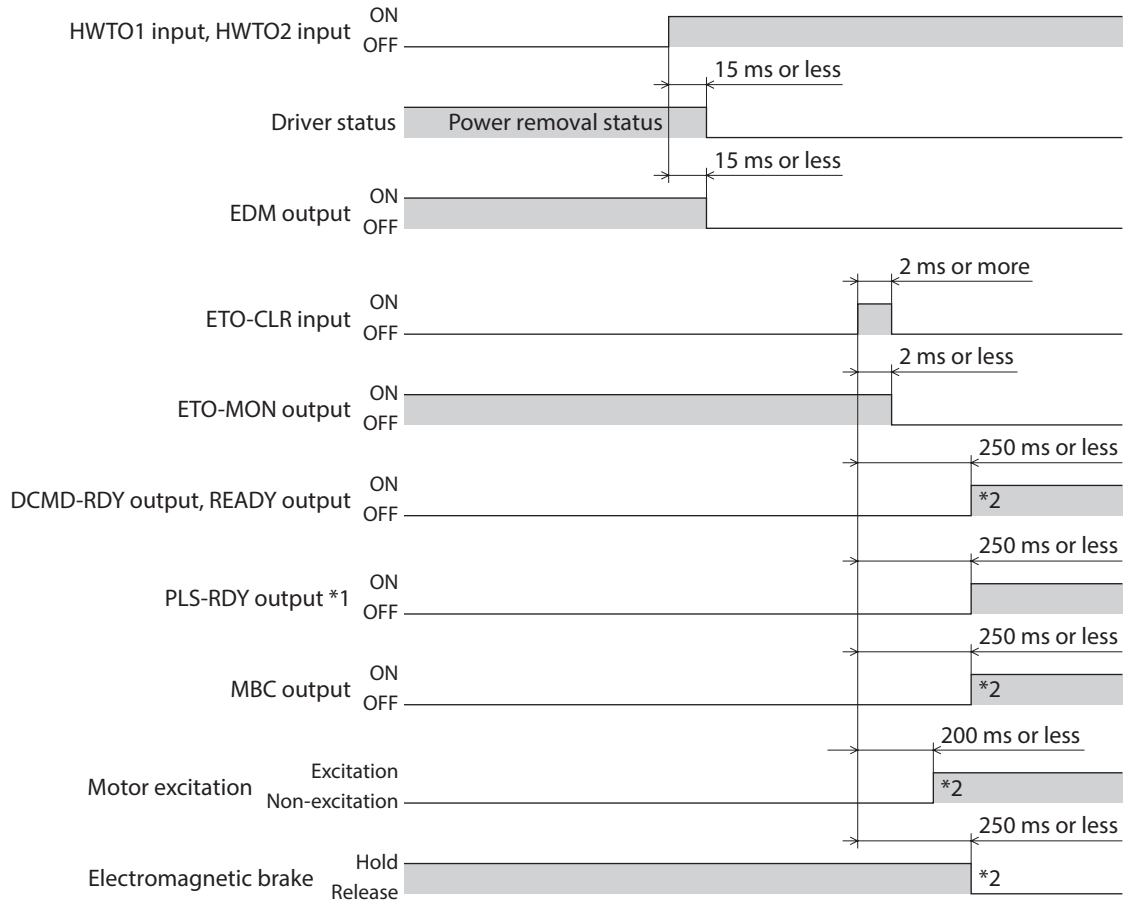 HWTO1 input, HWTO2 input
ON
OFF
15 ms or less
Driver status
Power removal status
15 ms or less
EDM output
ON
OFF
2 ms or more
ETO-CLR input
ON
OFF
2 ms or less
ETO-MON output
ON
OFF
250 ms or less
DCMD-RDY output, READY output
ON
OFF
*2
250 ms or less
PLS-RDY output *1
ON
OFF
250 ms or less
MBC output
ON
OFF
*2
200 ms or less
Motor excitation
Excitation
Non-excitation
*2
250 ms or less
Electromagnetic brake
Hold
Release
*2